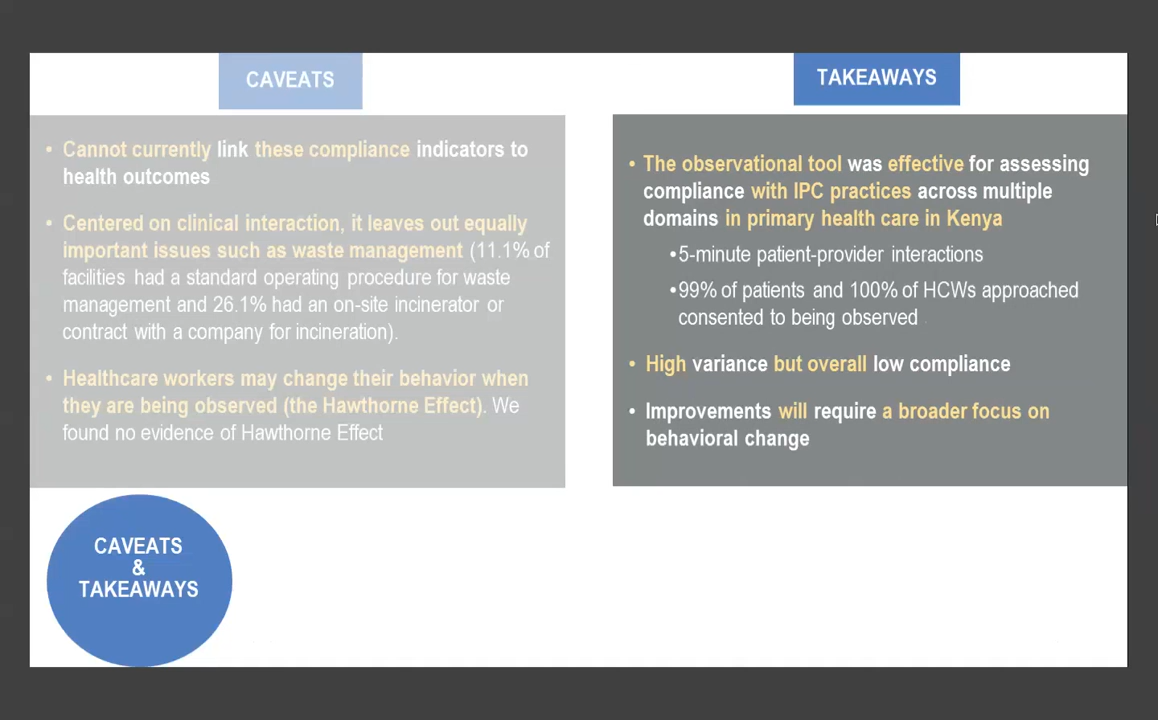 CAVEATS
• Cannot currently link these compliance indicators to
health outcomes
• Centered on clinical interaction, it leaves out equally
important issues such as waste management (11.1% of
facilities had a standard operating procedure for waste
management and 26.1% had an on-site incinerator or
contract with a company for incineration).
• Healthcare workers may change their behavior when
they are being observed (the Hawthorne Effect). We
found no evidence of Hawthorne Effect
TAKEAWAYS
• The observational tool was effective for assessing
compliance with IPC practices across multiple
domains in primary health care in Kenya
•5-minute patient-provider interactions
•99% of patients and 100% of HCWs approached
consented to being observed
• High variance but overall low compliance
• Improvements will require a broader focus on
behavioral change
CAVEATS
&
TAKEAWAYS